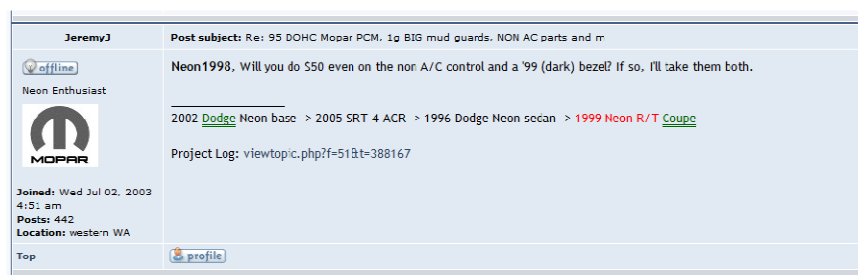 JeremyJ
Post subject: Re: 95 DOHC Mopar PCM, 1g BIG mud guards, NON AC parts and m
offline
Neon1998, Will you do $50 even on the non A/C control and a '99 (dark) bezel? If so, I'll take them both.
Neon Enthusiast
MOPAR
2002 Dodge Neon base -> 2005 SRT-4 ACR -> 1996 Dodge Neon sedan -> 1999 Neon R/T Coupe
Project Log: viewtopic.php?f=51&t=388167
Joined: Wed Jul 02, 2003
4:51 am
Posts: 442
Location: western WA
Top
profile